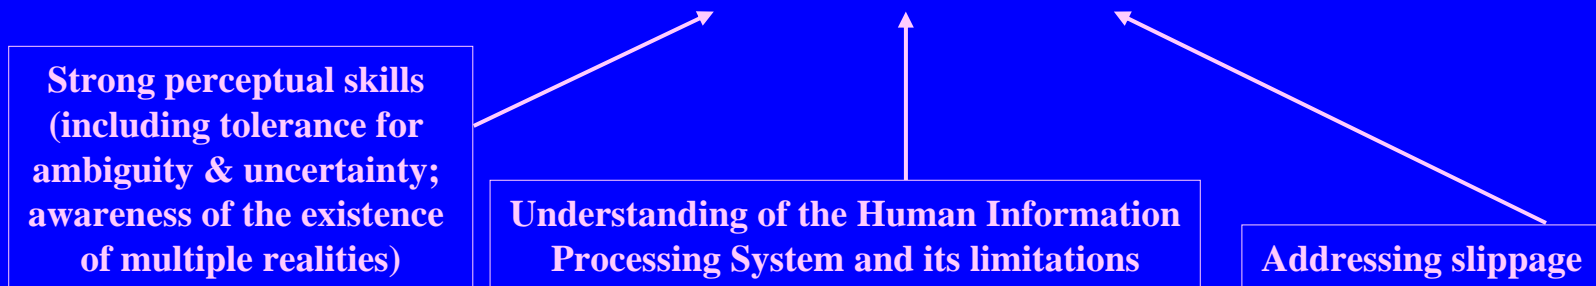 Strong perceptual skills
(including tolerance for
ambiguity & uncertainty;
awareness of the existence
of multiple realities)
Understanding of the Human Information
Processing System and its limitations
Addressing slippage